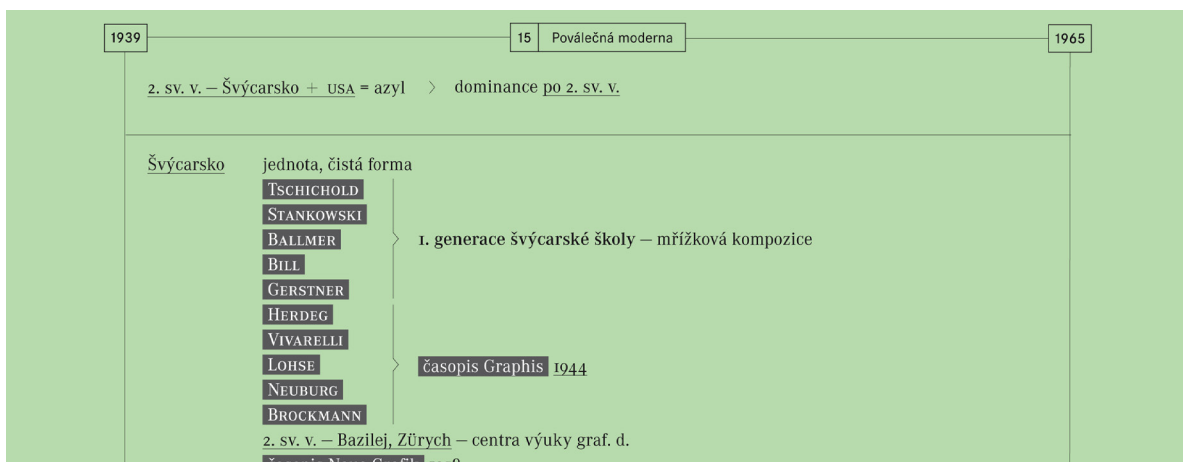 1939 15 Poválečná moderna 1965
2. sv. v. — Švýcarsko + USA = azyl > dominance po 2. sv. v.
Švýcarsko jednota, čistá forma
TSCHICHOLD
STANKOWSKI
BALLMER 1. generace švýcarské školy — mřížková kompozice
BILL
GERSTNER
HERDEG
VIVARELLI
LOHSE časopis Graphis 1944
NEUBURG
BROCKMANN
2. sv. v. — Bazilej, Zürych — centra výuky graf. d.